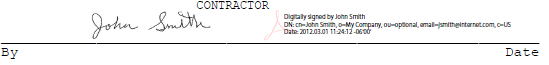 CONTRACTOR
John Smith
Digitally signed by John Smith
DN: cn=John Smith, o=My Company, ou=optional, email=jsmith@internet.com, c=US
Date: 2012.03.01 11:24:12 -06'00'
By Date